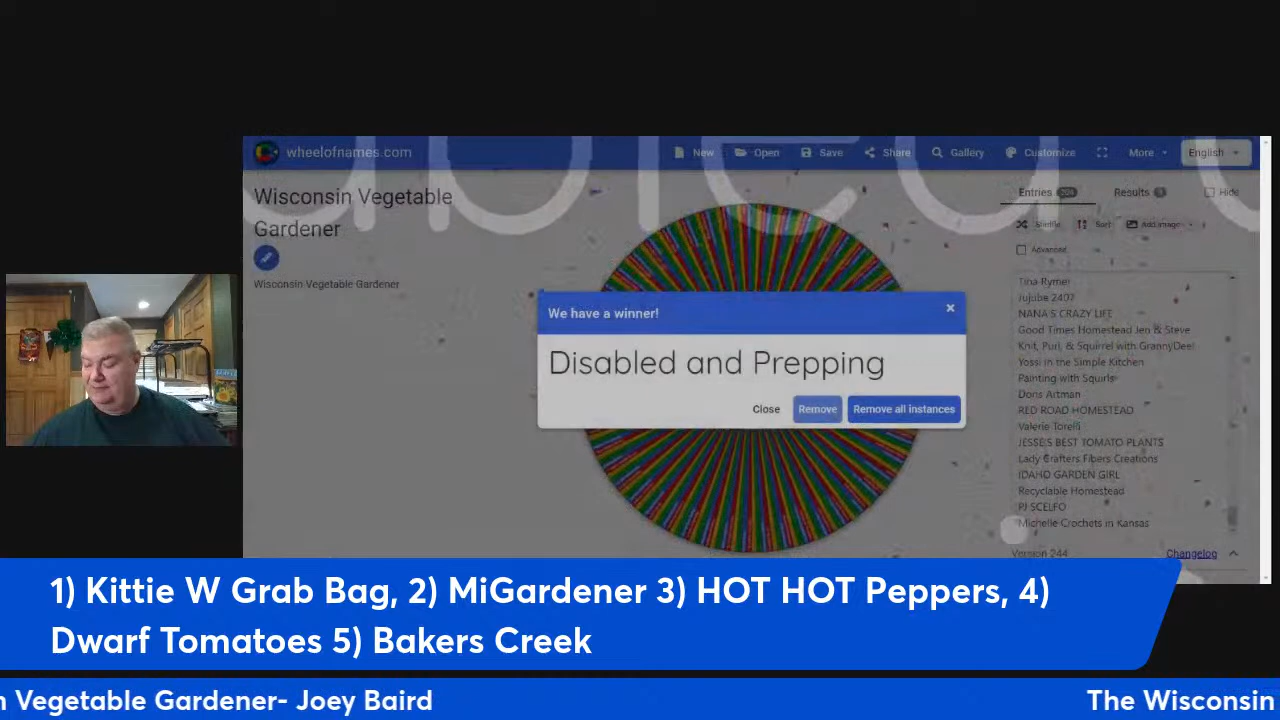 wheelofnames.com
New
Open
Save
Share
Gallery
Customize
More
English
Wisconsin Vegetable
Gardener
Wisconsin Vegetable Gardener
Entries
Results
Hide
Shuffle
Sort
Add image
Advanced
Tina Rymer
Jujube 2407
NANA S CRAZY LIFE
Good Times Homestead Jen & Steve
Knit, Purl, & Squirrel with GrannyDee!
Yossi in the Simple Kitchen
Painting with Squirls
Doris Artman
RED ROAD HOMESTEAD
Valerie Torelli
JESSE'S BEST TOMATO PLANTS
Lady Crafters Fibers Creations
IDAHO GARDEN GIRL
Recyclable Homestead
PJ SCELFO
Michelle Crochets in Kansas
Version 244
Changelog
We have a winner!
Disabled and Prepping
Close
Remove
Remove all instances
1) Kittie W Grab Bag, 2) MiGardener 3) HOT HOT Peppers, 4)
Dwarf Tomatoes 5) Bakers Creek
n Vegetable Gardener- Joey Baird
The Wisconsin